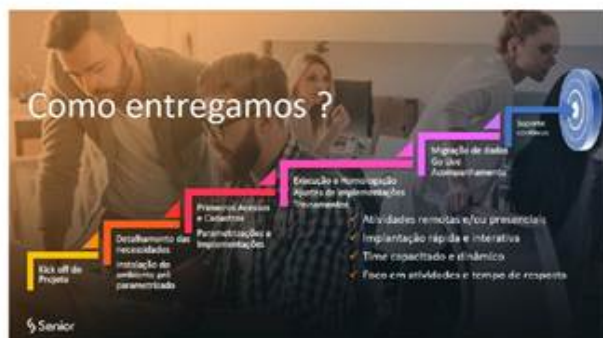 Como entregamos ?
Kick off do
Projeto
Detalhamento das
necessidades
Instalação do
ambiente pré
parametrizado
Primeiros Acessos
e Cadastros
Parametrizações e
Implementações
Execução e Homologação
Ajustes de implementações
Treinamentos
Migração de dados
Go Live
Acompanhamento
Suporte
contínuo
Atividades remotas e/ou presenciais
Implantação rápida e interativa
Time capacitado e dinâmico
Foco em atividades e tempo de resposta
Senior